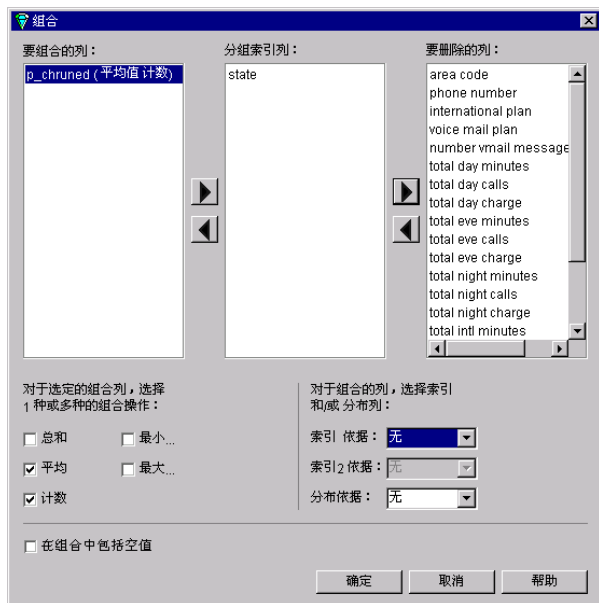 组合
要组合的列：
分组索引列：
要删除的列：
p_chruned (平均值 计数)
state
area code
phone number
international plan
voice mail plan
number vmail message
total day minutes
total day calls
total day charge
total eve minutes
total eve calls
total eve charge
total night minutes
total night calls
total night charge
total intl minutes
对于选定的组合列，选择
1 种或多种的组合操作：
总和
最小...
平均
最大...
计数
对于组合的列，选择索引
和/或 分布列：
索引 依据：
无
索引2 依据：
无
分布依据：
无
在组合中包括空值
确定
取消
帮助